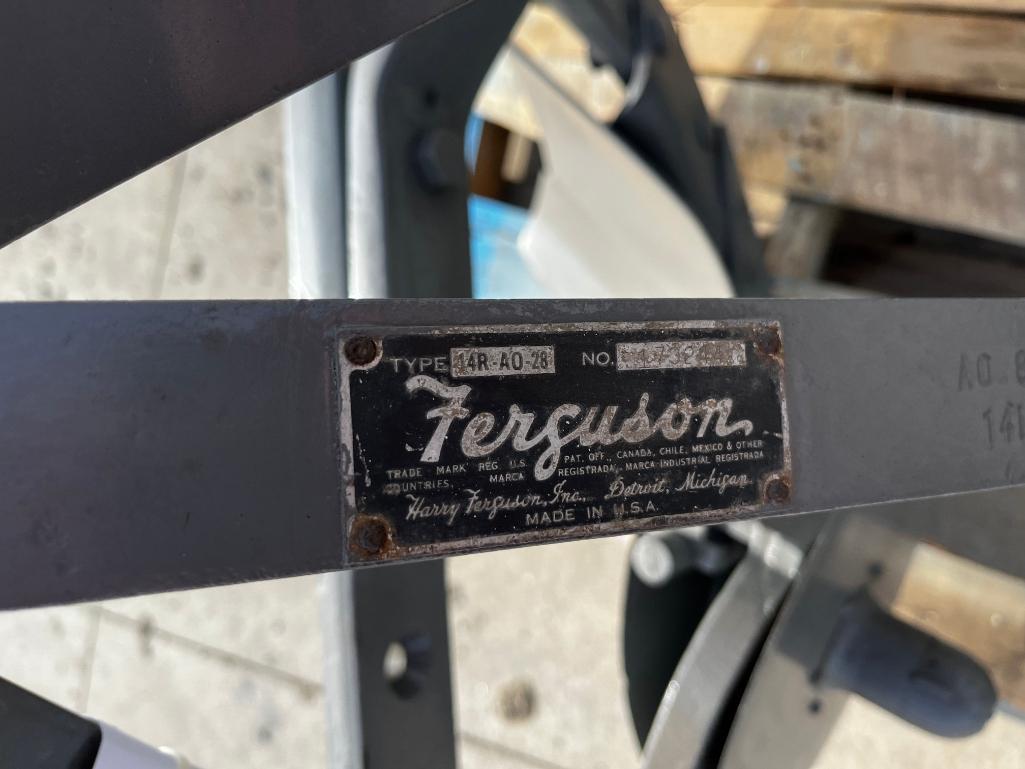 TYPE 14R-AO-28 NO.
Ferguson
TRADE MARK REG. U.S. PAT. OFF., CANADA, CHILE, MEXICO & OTHER
COUNTRIES. MARCA REGISTRADA-MARCA INDUSTRIAL REGISTRADA
Harry Ferguson, Inc., Detroit, Michigan.
MADE IN U.S.A.
AO